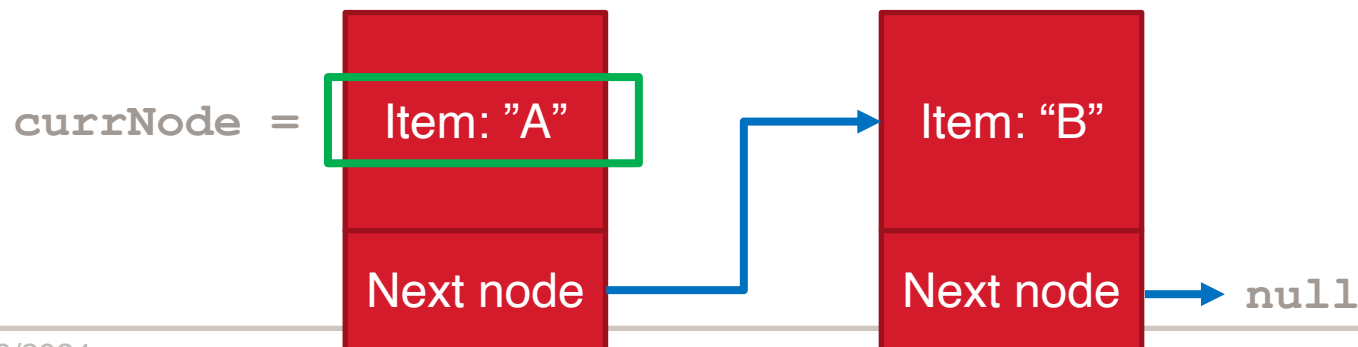 currNode =
Item: ”A”
Item: “B”
Next node
Next node
null